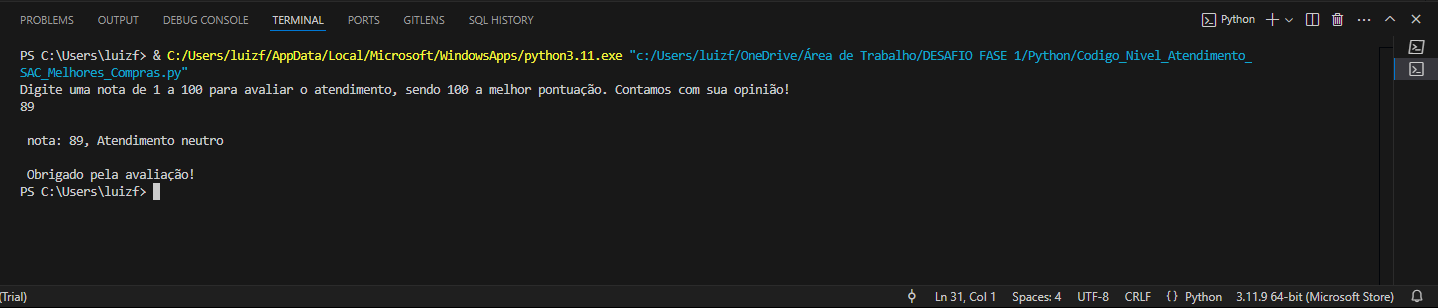 PROBLEMS OUTPUT DEBUG CONSOLE TERMINAL PORTS GITLENS SQL HISTORY Python
PS C:\Users\luizf> & C:/Users/luizf/AppData/Local/Microsoft/WindowsApps/python3.11.exe "c:/Users/luizf/OneDrive/Área de Trabalho/DESAFIO FASE 1/Python/Codigo_Nivel_Atendimento_
SAC_Melhores_Compras.py"
Digite uma nota de 1 a 100 para avaliar o atendimento, sendo 100 a melhor pontuação. Contamos com sua opinião!
89
nota: 89, Atendimento neutro
Obrigado pela avaliação!
PS C:\Users\luizf>
(Trial) Ln 31, Col 1 Spaces: 4 UTF-8 CRLF {} Python 3.11.9 64-bit (Microsoft Store)